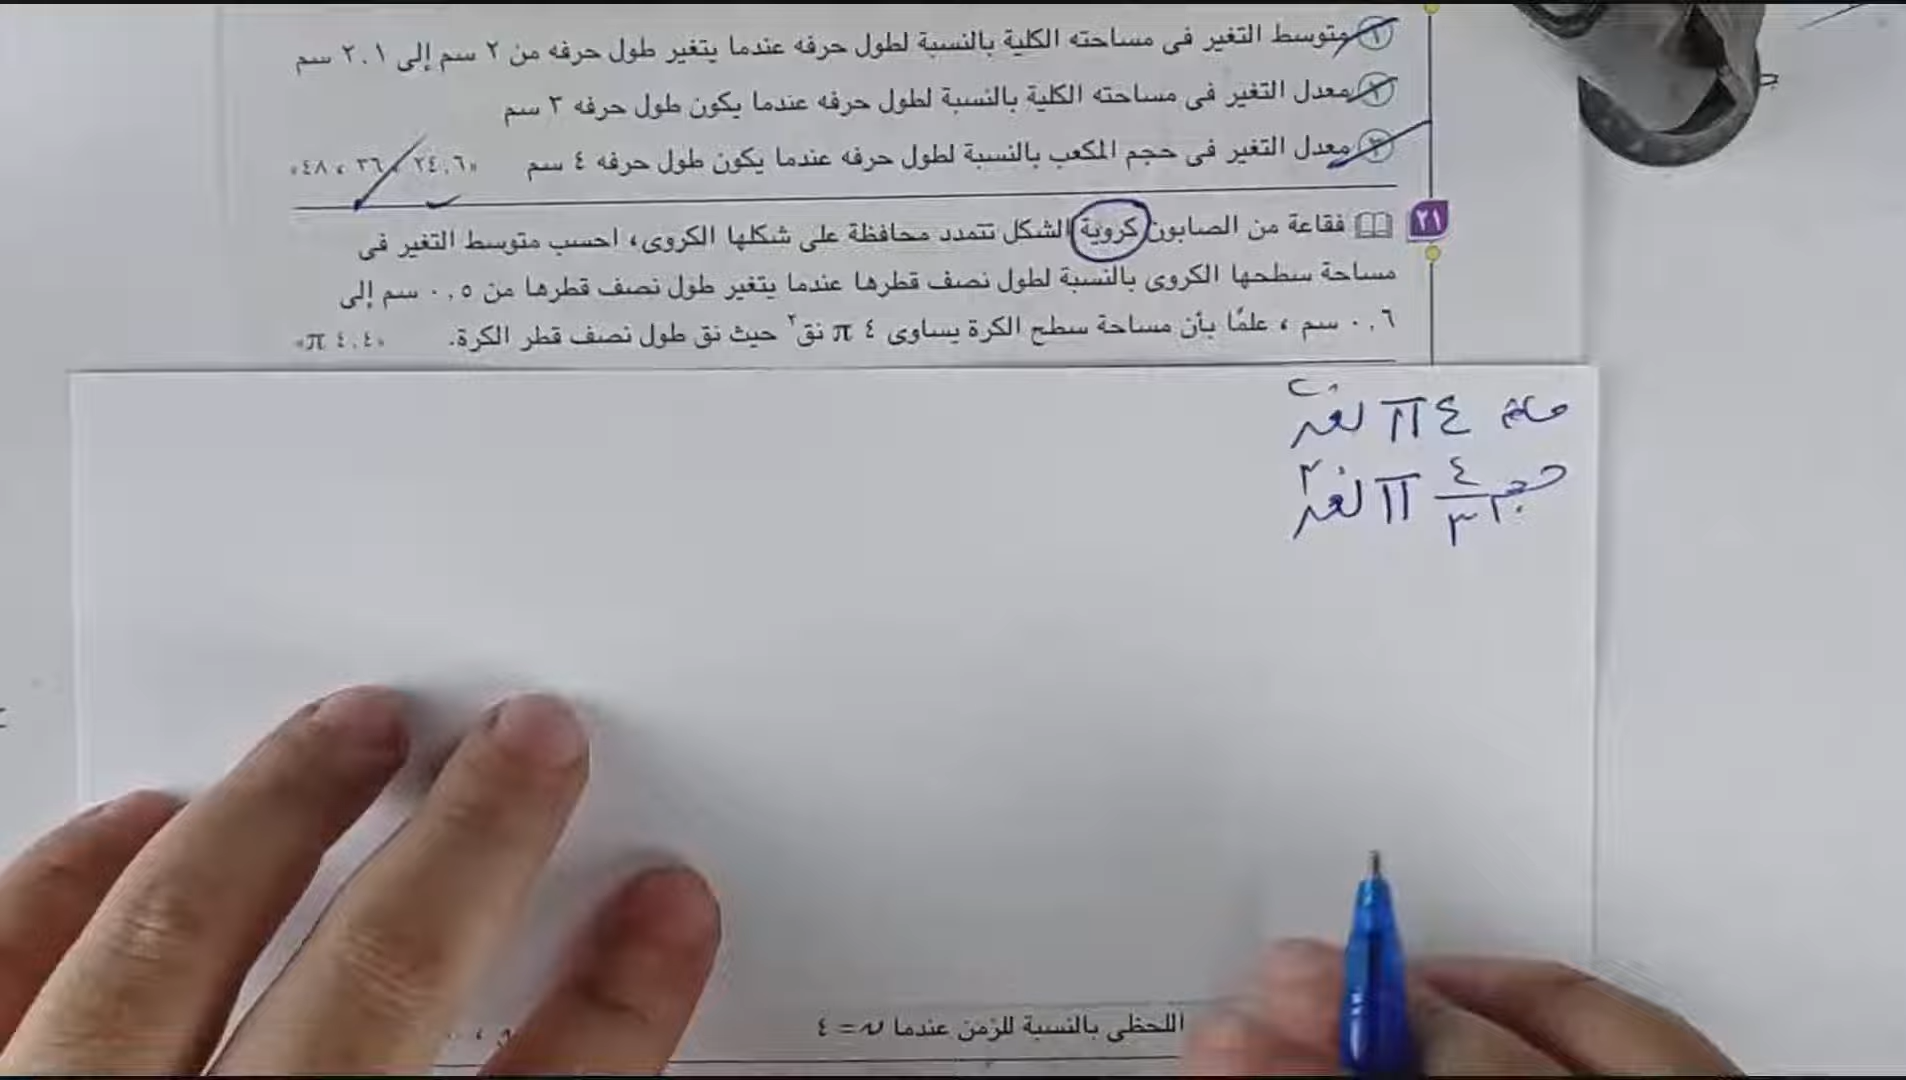 ١ متوسط التغير فى مساحته الكلية بالنسبة لطول حرفه عندما يتغير طول حرفه من ٢ سم إلى ٢,١ سم
٢ معدل التغير فى مساحته الكلية بالنسبة لطول حرفه عندما يكون طول حرفه ٣ سم
٣ معدل التغير فى حجم المكعب بالنسبة لطول حرفه عندما يكون طول حرفه ٤ سم «٢٤,٦ ، ٣٦ ، ٤٨»
٢١ فقاعة من الصابون كروية الشكل تتمدد محافظة على شكلها الكروى، احسب متوسط التغير فى
مساحة سطحها الكروى بالنسبة لطول نصف قطرها عندما يتغير طول نصف قطرها من ٠,٥ سم إلى
٠,٦ سم ، علمًا بأن مساحة سطح الكرة يساوى ٤ π نق٢ حيث نق طول نصف قطر الكرة. «٤,٤ π»
٤ π نق٢
حجم ٤/٣ π نق٣
اللحظى بالنسبة للزمن عندما ن = ٤